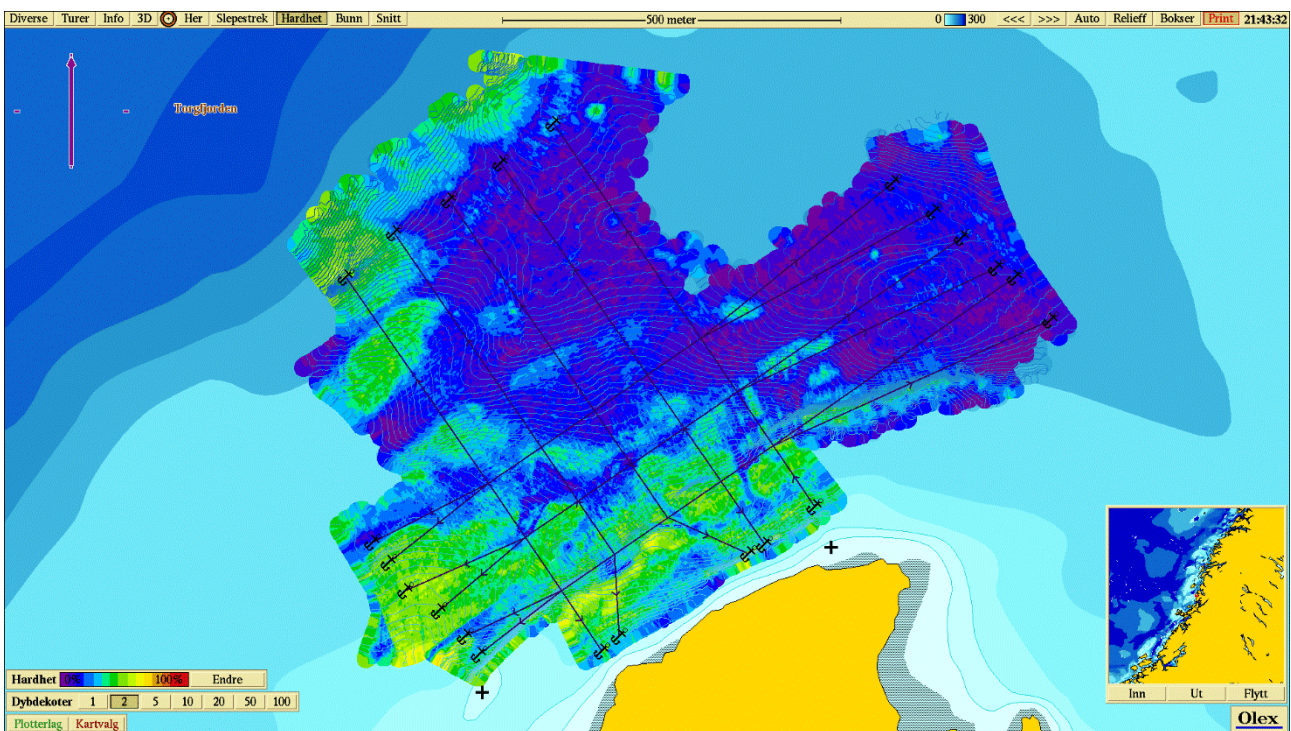 Diverse Turer Info 3D Her Slepestrek Hardhet Bunn Snitt 500 meter 0 300 <<< >>> Auto Relieff Bokser Print 21:43:32
Torgfjorden
Hardhet 0% 100% Endre
Dybdekoter 1 2 5 10 20 50 100
Plotterlag Kartvalg
Inn Ut Flytt
Olex